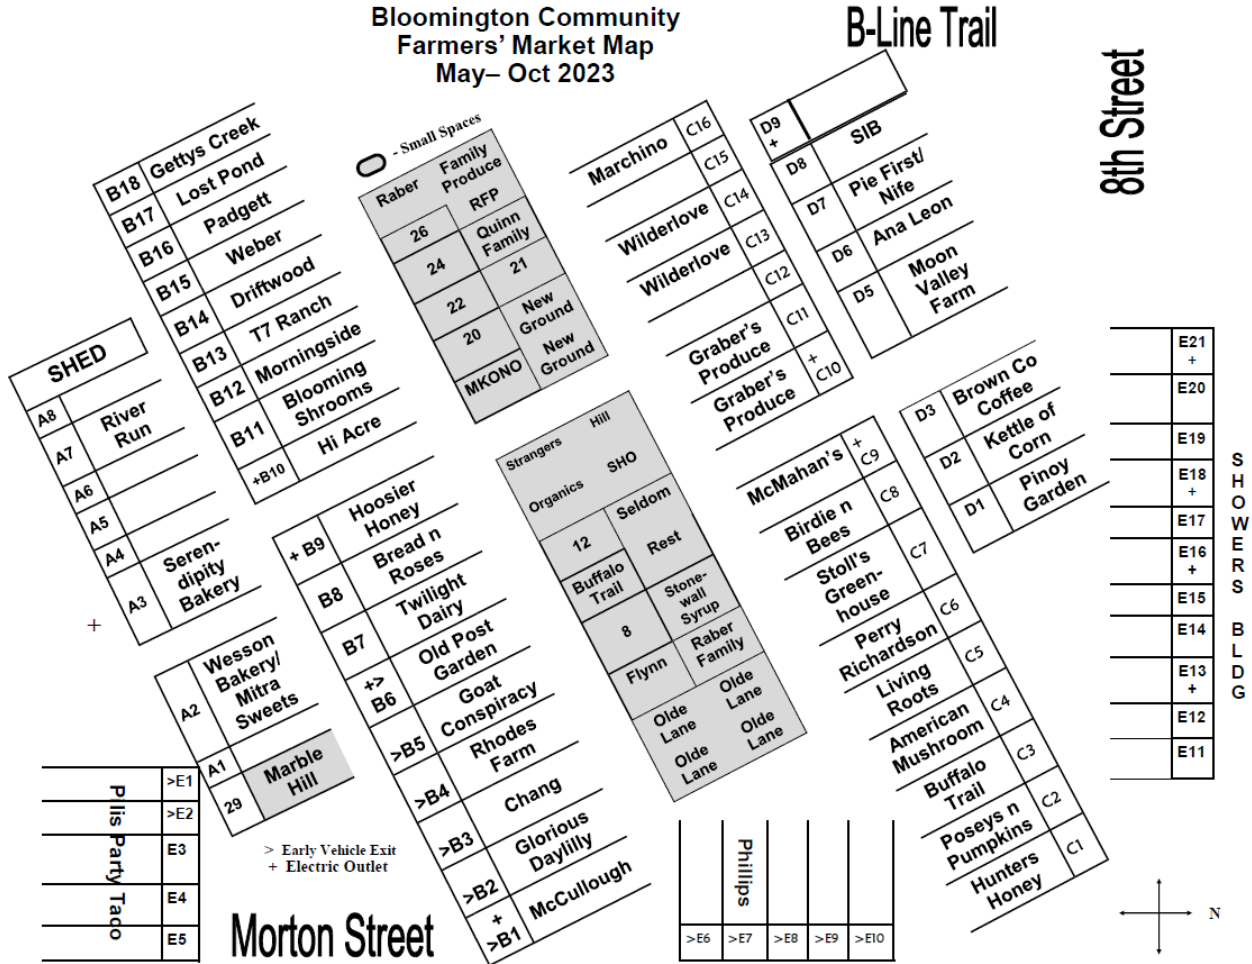 Bloomington Community
Farmers' Market Map
May– Oct 2023
B-Line Trail
8th Street
- Small Spaces
B18 Gettys Creek
B17 Lost Pond
B16 Padgett
B15 Weber
B14 Driftwood
B13 T7 Ranch
B12 Morningside
B11 Blooming
Shrooms
+B10 Hi Acre
SHED
A8
A7 River
Run
A6
A5
A4
A3 Seren-
dipity
Bakery
+
A2 Wesson
Bakery/
Mitra
Sweets
A1
29 Marble
Hill
Raber Family
Produce
26 RFP
24 Quinn
Family
22 21
20 New
Ground
MKONO New
Ground
Strangers Hill
Organics SHO
12 Seldom
Rest
Buffalo
Trail
Stone-
wall
Syrup
8 Raber
Family
Flynn
Olde
Lane
Olde
Lane
Olde
Lane
Olde
Lane
+ B9 Hoosier
Honey
B8 Bread n
Roses
B7 Twilight
Dairy
+>
B6 Old Post
Garden
>B5 Goat
Conspiracy
>B4 Rhodes
Farm
>B3 Chang
>B2 Glorious
Daylilly
+
>B1 McCullough
Marchino C16
C15
Wilderlove C14
Wilderlove C13
C12
Graber's
Produce C11
Graber's
Produce +
C10
McMahan's +
C9
Birdie n
Bees C8
Stoll's
Green-
house C7
Perry
Richardson C6
Living
Roots C5
American
Mushroom C4
Buffalo
Trail C3
Poseys n
Pumpkins C2
Hunters
Honey C1
D9
+
D8 SIB
D7 Pie First/
Nife
D6 Ana Leon
D5 Moon
Valley
Farm
D3 Brown Co
Coffee
D2 Kettle of
Corn
D1 Pinoy
Garden
E21
+
E20
E19
E18
+
E17
E16
+
E15
E14
E13
+
E12
E11
SHOWERS BLDG
>E1
>E2
E3
E4
E5
Pilis Party Taco
> Early Vehicle Exit
+ Electric Outlet
Morton Street
Phillips
>E6 >E7 >E8 >E9 >E10
N